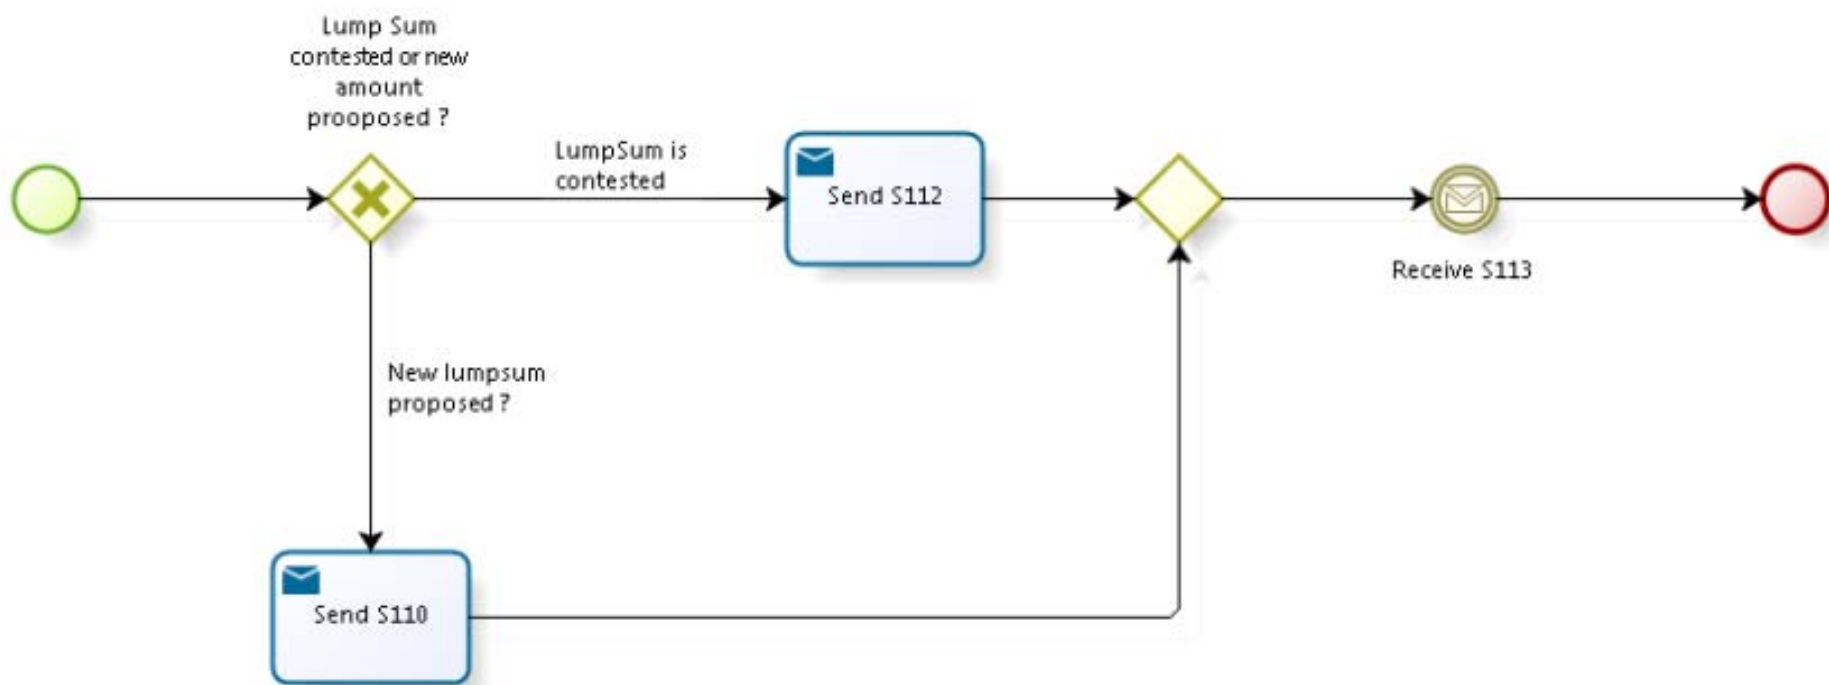 Lump Sum
contested or new
amount
prooposed ?
LumpSum is
contested
Send S112
Receive S113
New lumpsum
proposed ?
Send S110